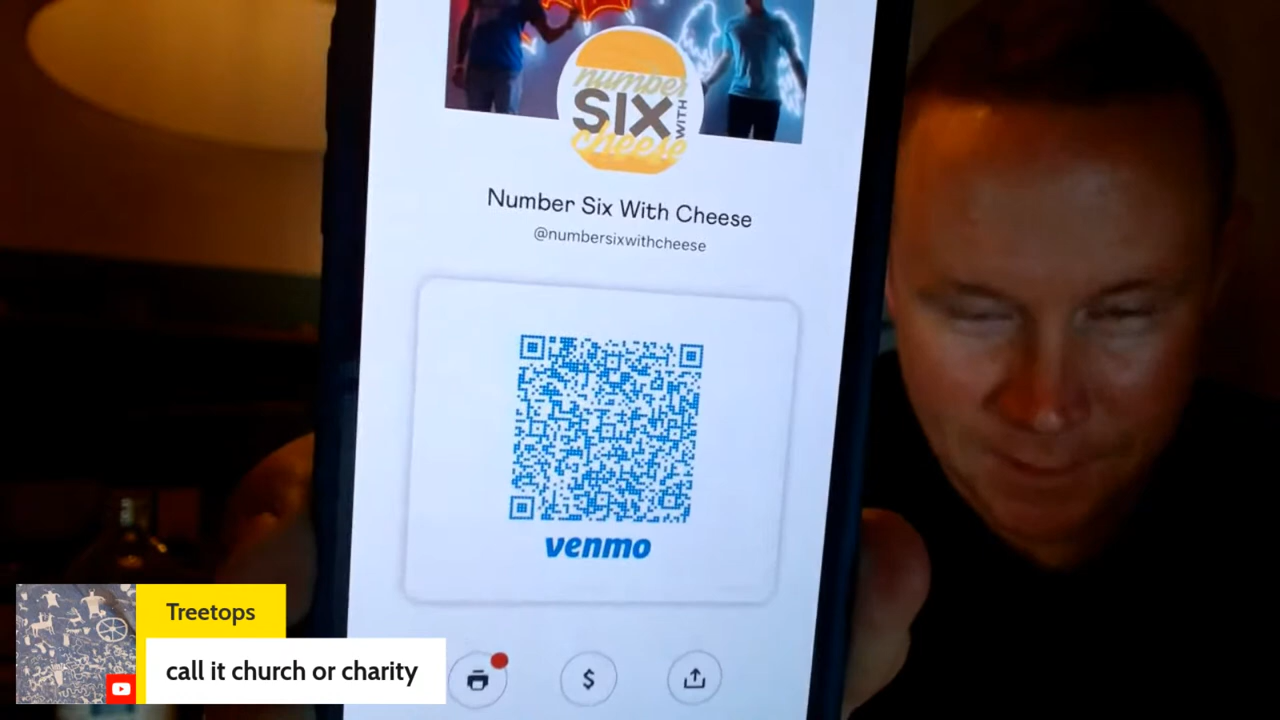 number
SIX
WITH
cheese
Number Six With Cheese
@numbersixwithcheese
venmo
$
Treetops
call it church or charity